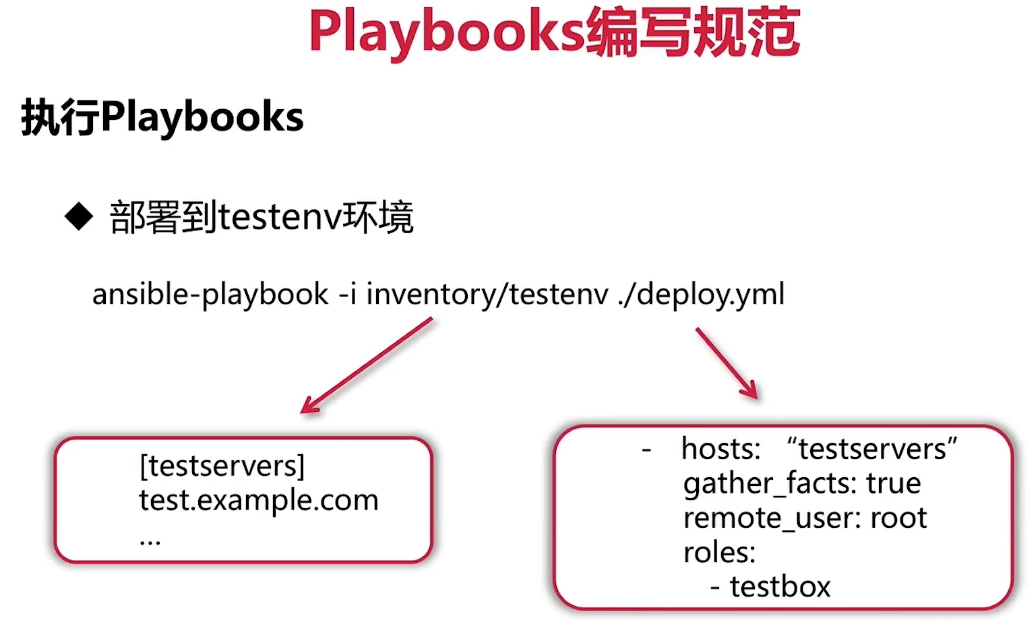 Playbooks编写规范
执行Playbooks
◆ 部署到testenv环境
ansible-playbook -i inventory/testenv ./deploy.yml
[testservers]
test.example.com
...
- hosts: “testservers”
gather_facts: true
remote_user: root
roles:
- testbox